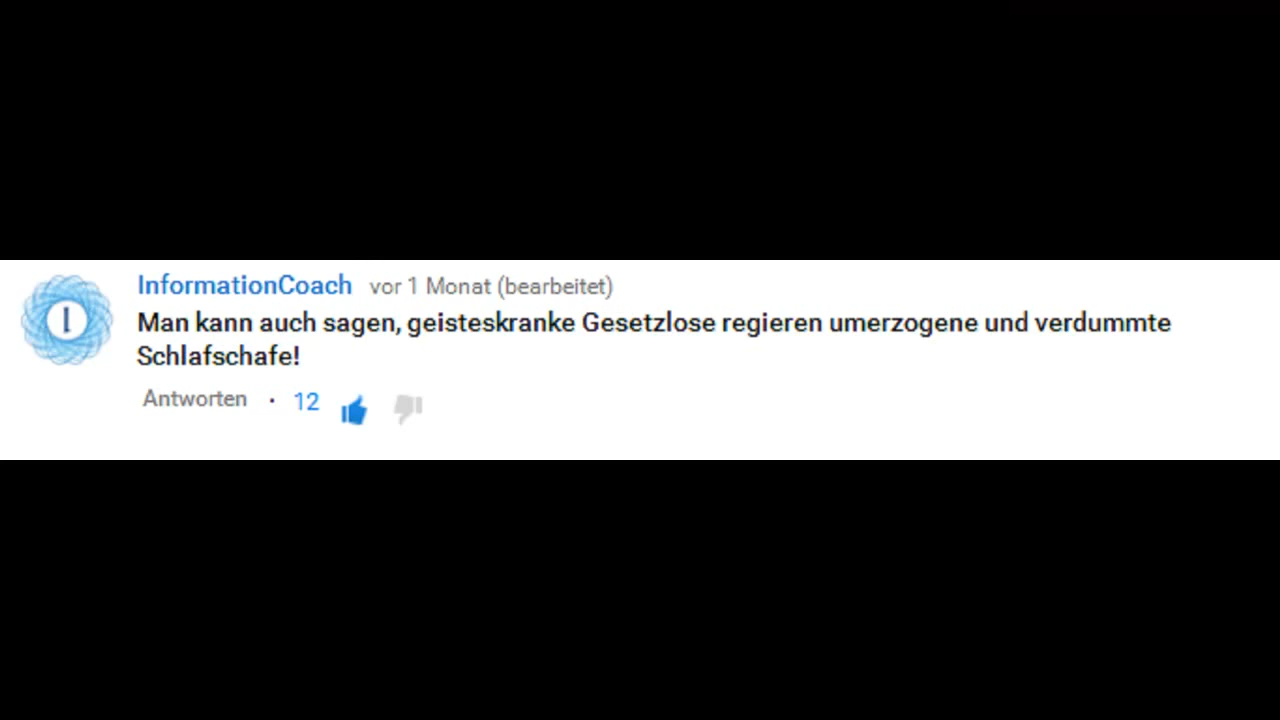 I
InformationCoach vor 1 Monat (bearbeitet)
Man kann auch sagen, geisteskranke Gesetzlose regieren umerzogene und verdummte
Schlafschafe!
Antworten · 12